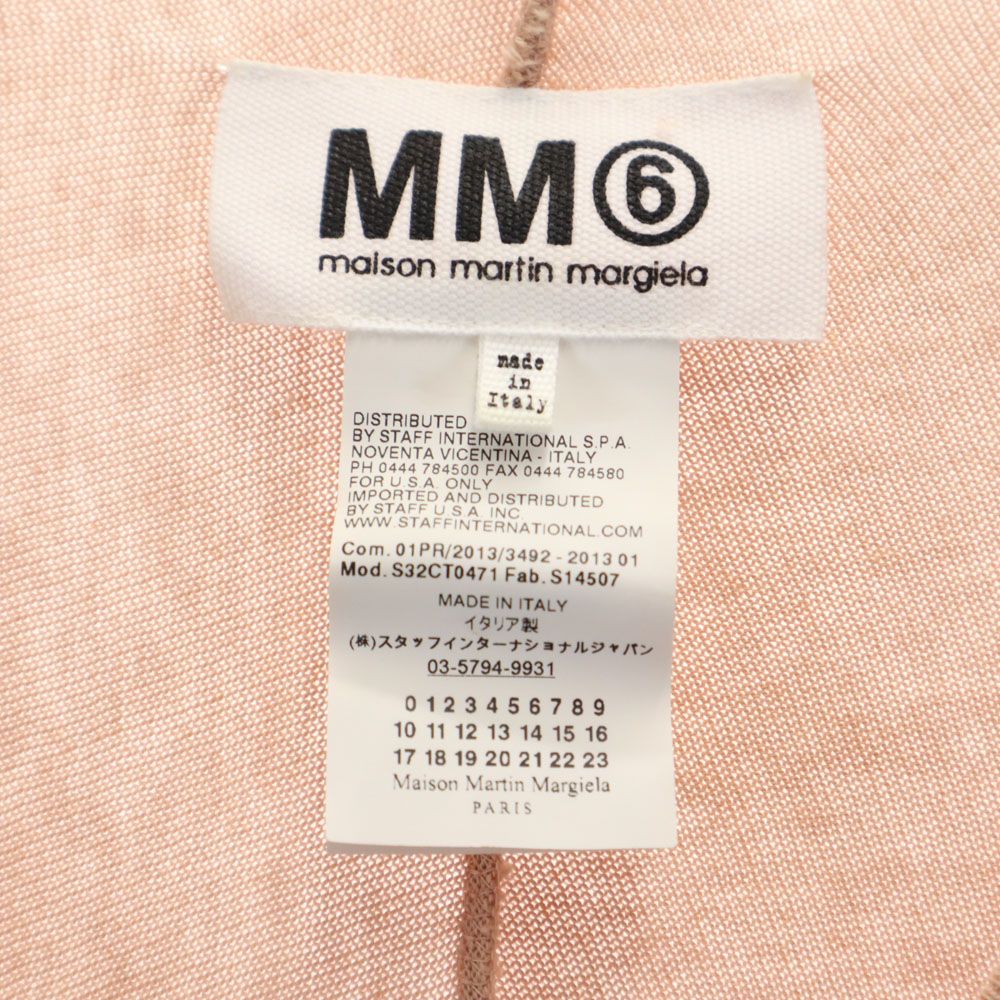 MM⑥
maison martin margiela
made
in
Italy
DISTRIBUTED
BY STAFF INTERNATIONAL S.P.A.
NOVENTA VICENTINA - ITALY
PH 0444 784500 FAX 0444 784580
FOR U.S.A. ONLY
IMPORTED AND DISTRIBUTED
BY STAFF U.S.A. INC.
WWW.STAFFINTERNATIONAL.COM
Com. 01PR/2013/3492 - 2013 01
Mod. S32CT0471 Fab. S14507
MADE IN ITALY
イタリア製
(株)スタッフインターナショナルジャパン
03-5794-9931
0 1 2 3 4 5 6 7 8 9
10 11 12 13 14 15 16
17 18 19 20 21 22 23
Maison Martin Margiela
PARIS